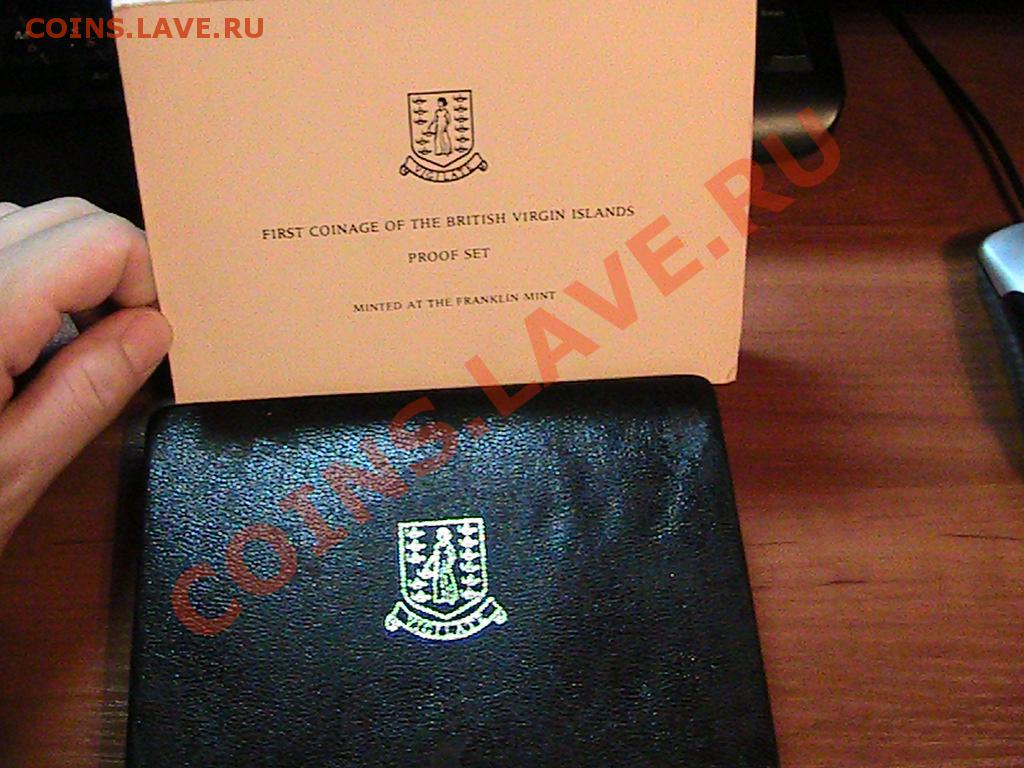 COINS.LAVE.RU
VIGILATE
FIRST COINAGE OF THE BRITISH VIRGIN ISLANDS
PROOF SET
MINTED AT THE FRANKLIN MINT
COINS.LAVE.RU
VIGILATE